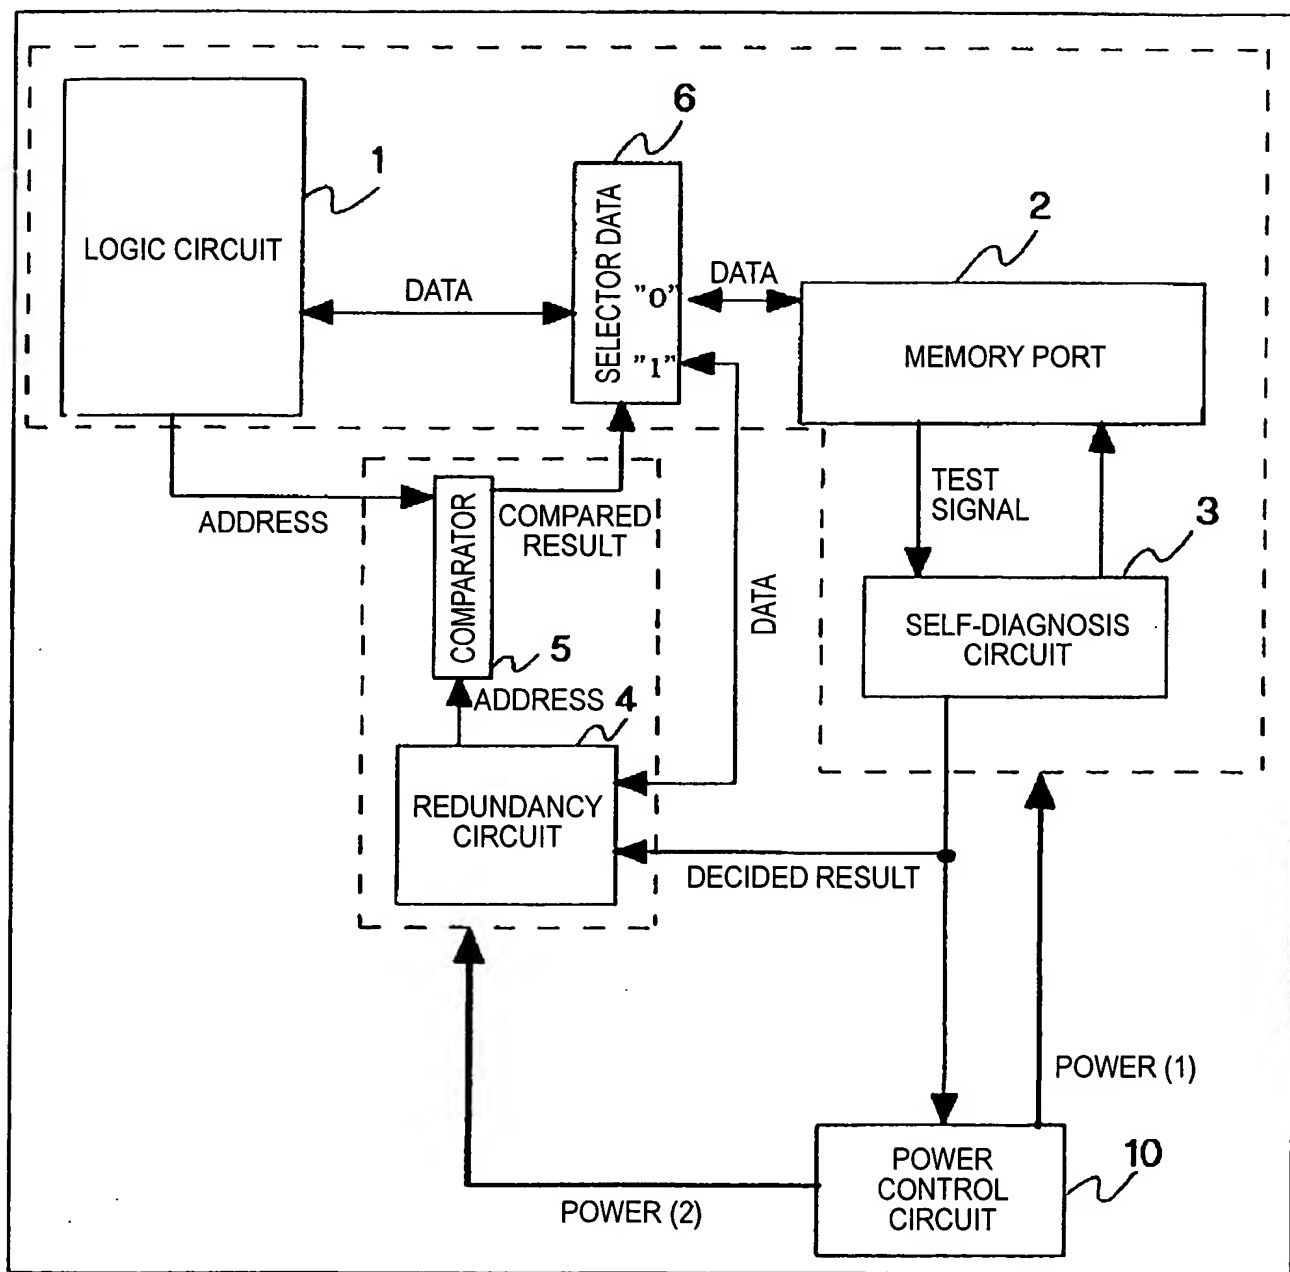 6
1
2
LOGIC CIRCUIT
DATA
SELECTOR DATA
"0"
"1"
DATA
MEMORY PORT
ADDRESS
COMPARATOR
COMPARED
RESULT
TEST
SIGNAL
3
DATA
SELF-DIAGNOSIS
CIRCUIT
5
ADDRESS
4
REDUNDANCY
CIRCUIT
DECIDED RESULT
POWER (1)
POWER
CONTROL
CIRCUIT
10
POWER (2)